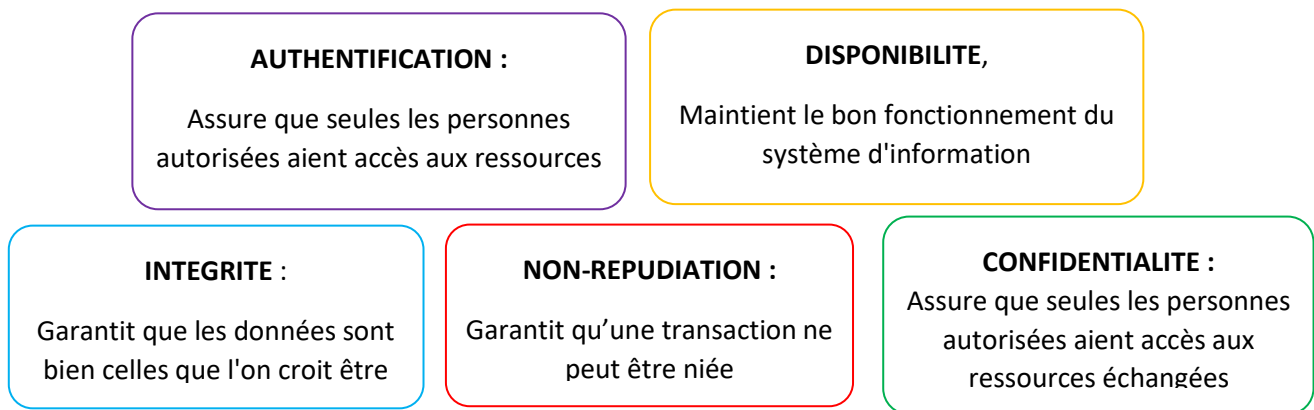 AUTHENTIFICATION :
Assure que seules les personnes
autorisées aient accès aux ressources
DISPONIBILITE,
Maintient le bon fonctionnement du
système d'information
INTEGRITE :
Garantit que les données sont
bien celles que l'on croit être
NON-REPUDIATION :
Garantit qu’une transaction ne
peut être niée
CONFIDENTIALITE :
Assure que seules les personnes
autorisées aient accès aux
ressources échangées